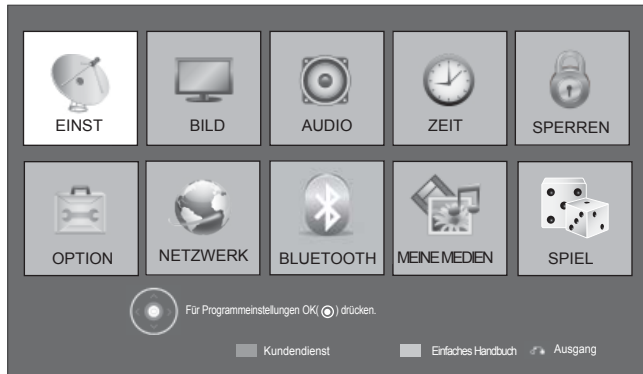 EINST BILD AUDIO ZEIT SPERREN
OPTION NETZWERK BLUETOOTH MEINE MEDIEN SPIEL
Für Programmeinstellungen OK(◉) drücken.
Kundendienst Einfaches Handbuch Ausgang